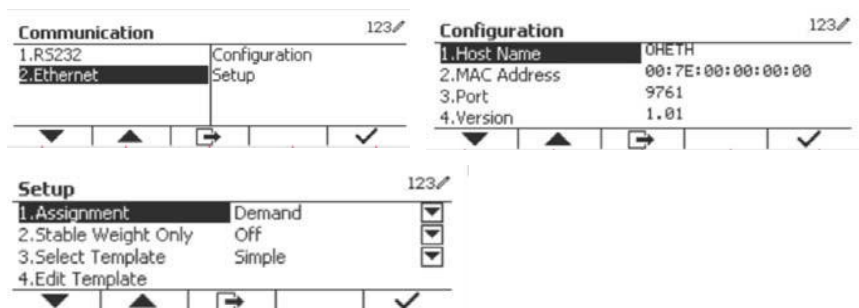 Communication 123
1.RS232 Configuration
2.Ethernet Setup
Configuration 123
1.Host Name OHETH
2.MAC Address 00:7E:00:00:00:00
3.Port 9761
4.Version 1.01
Setup 123
1.Assignment Demand
2.Stable Weight Only Off
3.Select Template Simple
4.Edit Template